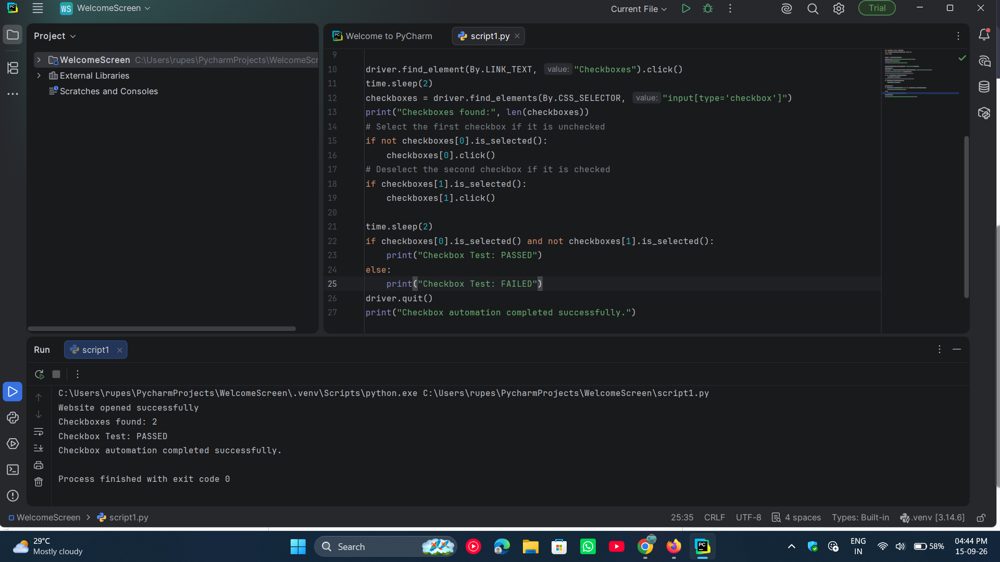 WS WelcomeScreen
Current File
Trial
Project
Welcome to PyCharm
script1.py
WelcomeScreen C:\Users\rupes\PycharmProjects\WelcomeScr
External Libraries
Scratches and Consoles
9
10 driver.find_element(By.LINK_TEXT, value: "Checkboxes").click()
11 time.sleep(2)
12 checkboxes = driver.find_elements(By.CSS_SELECTOR, value: "input[type='checkbox']")
13 print("Checkboxes found:", len(checkboxes))
14 # Select the first checkbox if it is unchecked
15 if not checkboxes[0].is_selected():
16     checkboxes[0].click()
17 # Deselect the second checkbox if it is checked
18 if checkboxes[1].is_selected():
19     checkboxes[1].click()
20
21 time.sleep(2)
22 if checkboxes[0].is_selected() and not checkboxes[1].is_selected():
23     print("Checkbox Test: PASSED")
24 else:
25     print("Checkbox Test: FAILED")
26 driver.quit()
27 print("Checkbox automation completed successfully.")
Run
script1
C:\Users\rupes\PycharmProjects\WelcomeScreen\.venv\Scripts\python.exe C:\Users\rupes\PycharmProjects\WelcomeScreen\script1.py
Website opened successfully
Checkboxes found: 2
Checkbox Test: PASSED
Checkbox automation completed successfully.
Process finished with exit code 0
WelcomeScreen > script1.py
25:35 CRLF UTF-8 4 spaces Types: Built-in .venv [3.14.6]
29°C
Mostly cloudy
Search
ENG
IN
58%
04:44 PM
15-09-26